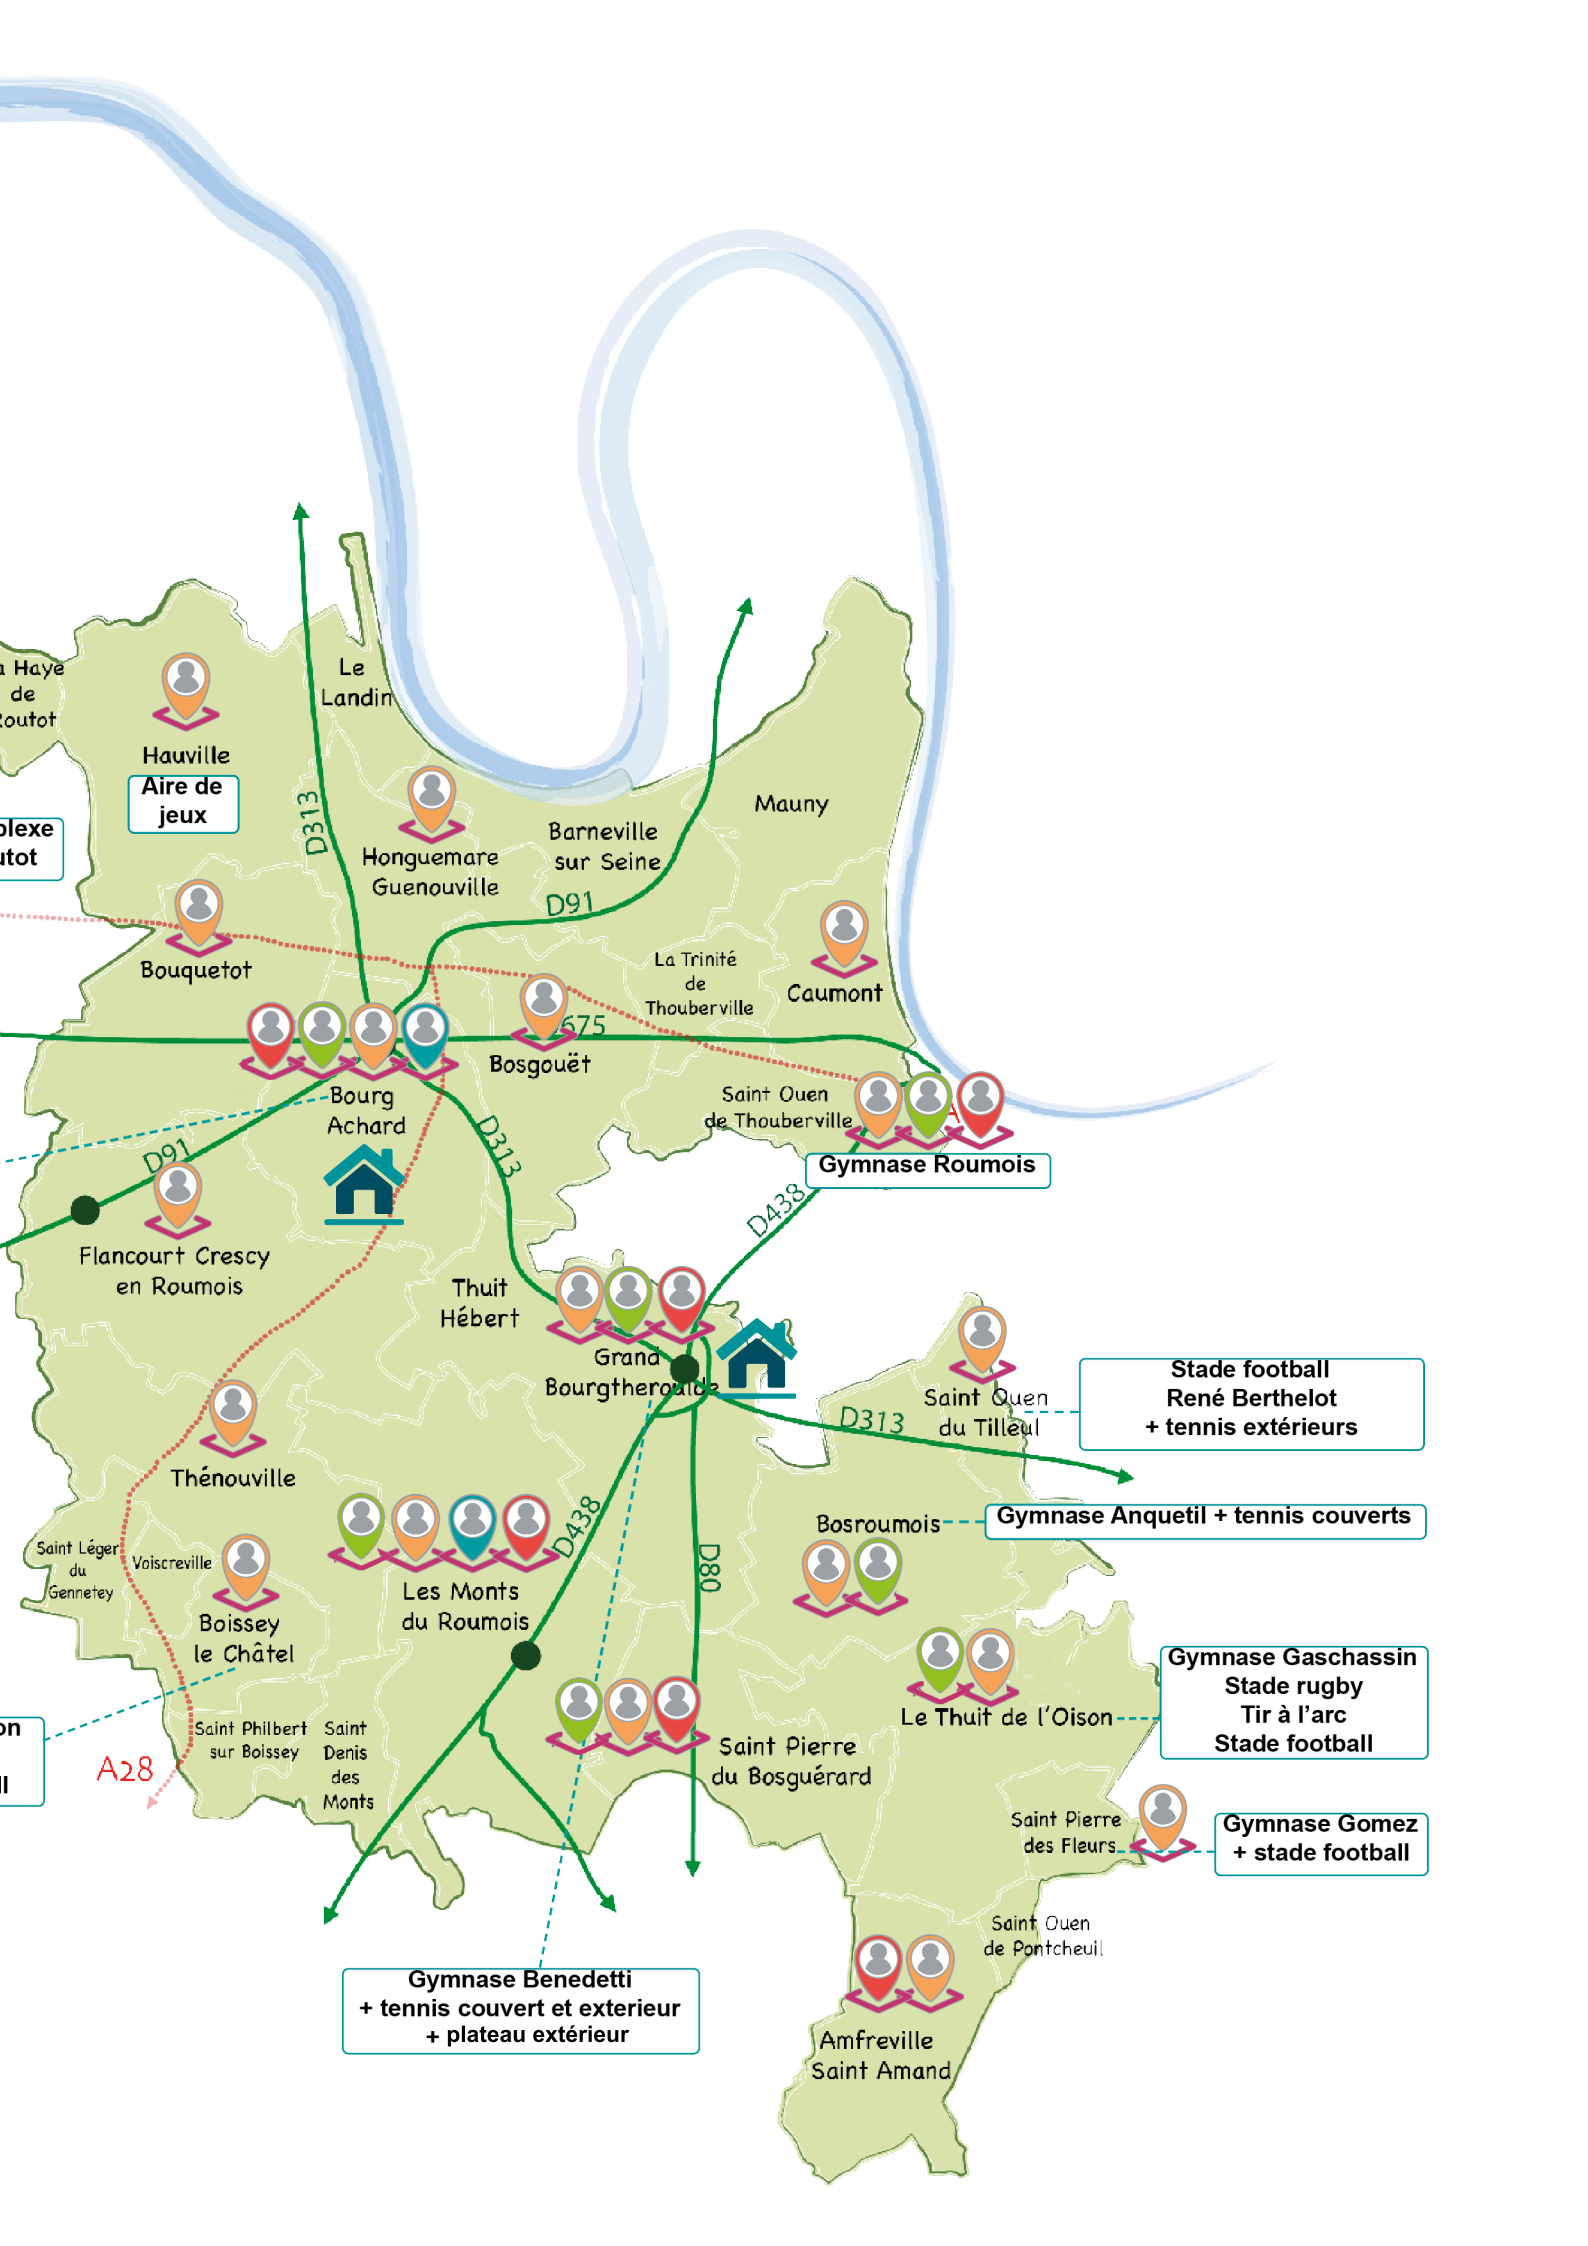 a Haye
de
Routot
Le
Landin
Hauville
Aire de
jeux
plexe
utot
D313
Honguemare
Guenouville
Barneville
sur Seine
Mauny
D91
Bouquetot
La Trinité
de
Thouberville
Caumont
675
Bosgouët
Bourg
Achard
Saint Ouen
de Thouberville
A
Gymnase Roumois
D91
D313
D438
Flancourt Crescy
en Roumois
Thuit
Hébert
Grand
Bourgtheroulde
Saint Ouen
du Tilleul
Stade football
René Berthelot
+ tennis extérieurs
D313
Thénouville
Bosroumois
Gymnase Anquetil + tennis couverts
D438
D80
Saint Léger
du
Gennetey
Voiscreville
Les Monts
du Roumois
Boissey
le Châtel
Gymnase Gaschassin
Stade rugby
Tir à l'arc
Stade football
Le Thuit de l'Oison
on
ll
Saint Philbert
sur Boissey
Saint
Denis
des
Monts
A28
Saint Pierre
du Bosguérard
Saint Pierre
des Fleurs
Gymnase Gomez
+ stade football
Saint Ouen
de Pontcheuil
Gymnase Benedetti
+ tennis couvert et exterieur
+ plateau extérieur
Amfreville
Saint Amand